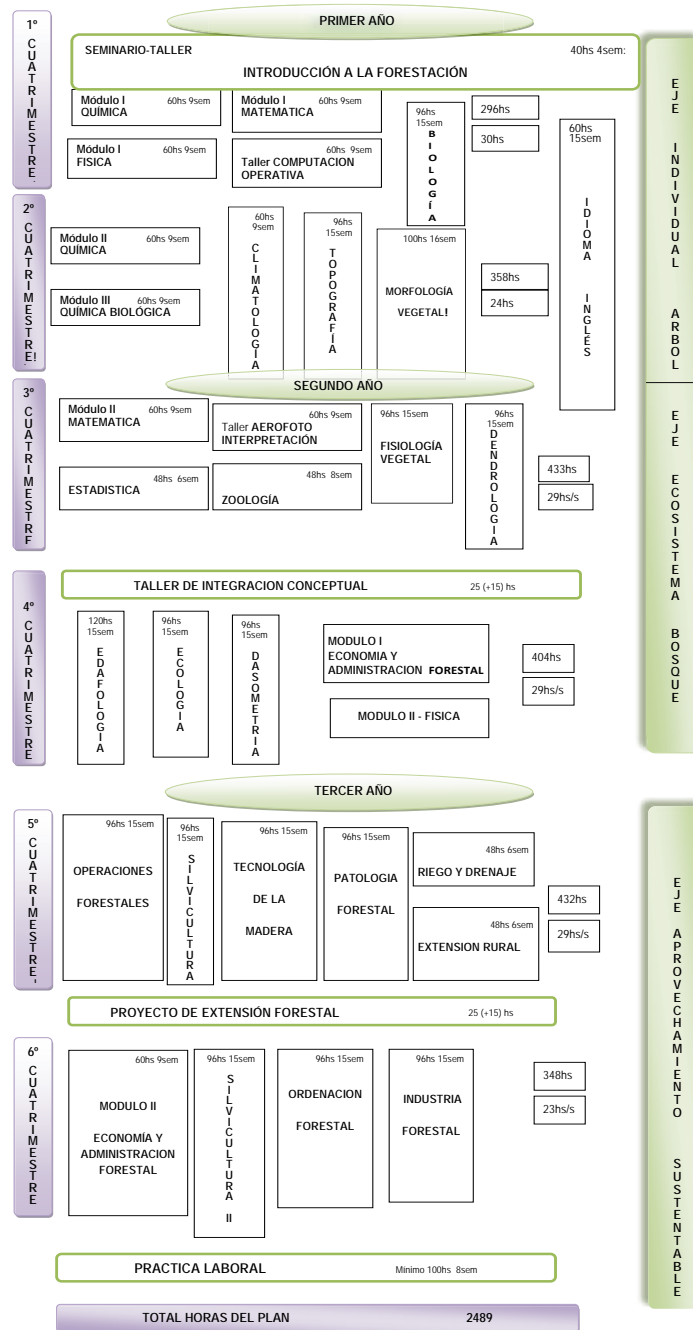 PRIMER AÑO
1º CUATRIMESTRE.
SEMINARIO-TALLER 40hs 4sem:
INTRODUCCIÓN A LA FORESTACIÓN
Módulo I 60hs 9sem
QUÍMICA
Módulo I 60hs 9sem
MATEMATICA
Módulo I 60hs 9sem
FISICA
60hs 9sem
Taller COMPUTACION
OPERATIVA
96hs
15sem
BIOLOGÍA
296hs
30hs
60hs
15sem
IDIOMA INGLÉS
EJE INDIVIDUAL ARBOL
2º CUATRIMESTRE!
Módulo II 60hs 9sem
QUÍMICA
Módulo III 60hs 9sem
QUÍMICA BIOLÓGICA
60hs
9sem
CLIMATOLOGÍA
96hs
15sem
TOPOGRAFÍA
100hs 16sem
MORFOLOGÍA
VEGETAL!
358hs
24hs
SEGUNDO AÑO
3º CUATRIMESTRF
Módulo II 60hs 9sem
MATEMATICA
60hs 9sem
Taller AEROFOTO
INTERPRETACIÓN
96hs 15sem
FISIOLOGÍA
VEGETAL
96hs
15sem
DENDROLOGIA
48hs 6sem
ESTADISTICA
48hs 8sem
ZOOLOGÍA
433hs
29hs/s
EJE ECOSISTEMA BOSQUE
TALLER DE INTEGRACION CONCEPTUAL 25 (+15) hs
4º CUATRIMESTRE
120hs
15sem
EDAFOLOGIA
96hs
15sem
ECOLOGIA
96hs
15sem
DASOMETRIA
MODULO I
ECONOMIA Y
ADMINISTRACION FORESTAL
MODULO II - FISICA
404hs
29hs/s
TERCER AÑO
5º CUATRIMESTRE,
96hs 15sem
OPERACIONES
FORESTALES
96hs
15sem
SILVICULTURA
96hs 15sem
TECNOLOGÍA
DE LA
MADERA
96hs 15sem
PATOLOGIA
FORESTAL
48hs 6sem
RIEGO Y DRENAJE
48hs 6sem
EXTENSION RURAL
432hs
29hs/s
EJE APROVECHAMIENTO SUSTENTABLE
PROYECTO DE EXTENSIÓN FORESTAL 25 (+15) hs
6º CUATRIMESTRE
60hs 9sem
MODULO II
ECONOMÍA Y
ADMINISTRACION
FORESTAL
96hs 15sem
SILVICULTURA II
96hs 15sem
ORDENACION
FORESTAL
96hs 15sem
INDUSTRIA
FORESTAL
348hs
23hs/s
PRACTICA LABORAL Minimo 100hs 8sem
TOTAL HORAS DEL PLAN 2489